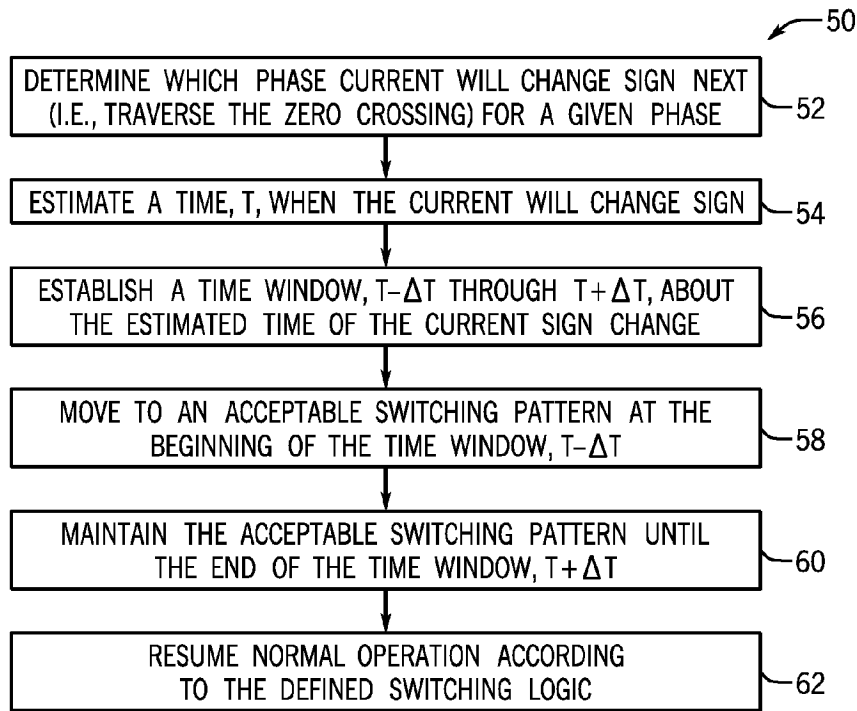 50
DETERMINE WHICH PHASE CURRENT WILL CHANGE SIGN NEXT
(I.E., TRAVERSE THE ZERO CROSSING) FOR A GIVEN PHASE
52
ESTIMATE A TIME, T, WHEN THE CURRENT WILL CHANGE SIGN
54
ESTABLISH A TIME WINDOW, T-ΔT THROUGH T+ΔT, ABOUT
THE ESTIMATED TIME OF THE CURRENT SIGN CHANGE
56
MOVE TO AN ACCEPTABLE SWITCHING PATTERN AT THE
BEGINNING OF THE TIME WINDOW, T-ΔT
58
MAINTAIN THE ACCEPTABLE SWITCHING PATTERN UNTIL
THE END OF THE TIME WINDOW, T+ΔT
60
RESUME NORMAL OPERATION ACCORDING
TO THE DEFINED SWITCHING LOGIC
62